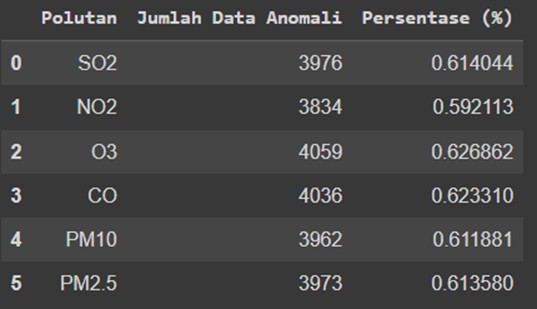 Polutan Jumlah Data Anomali Persentase (%)
0 SO2 3976 0.614044
1 NO2 3834 0.592113
2 O3 4059 0.626862
3 CO 4036 0.623310
4 PM10 3962 0.611881
5 PM2.5 3973 0.613580